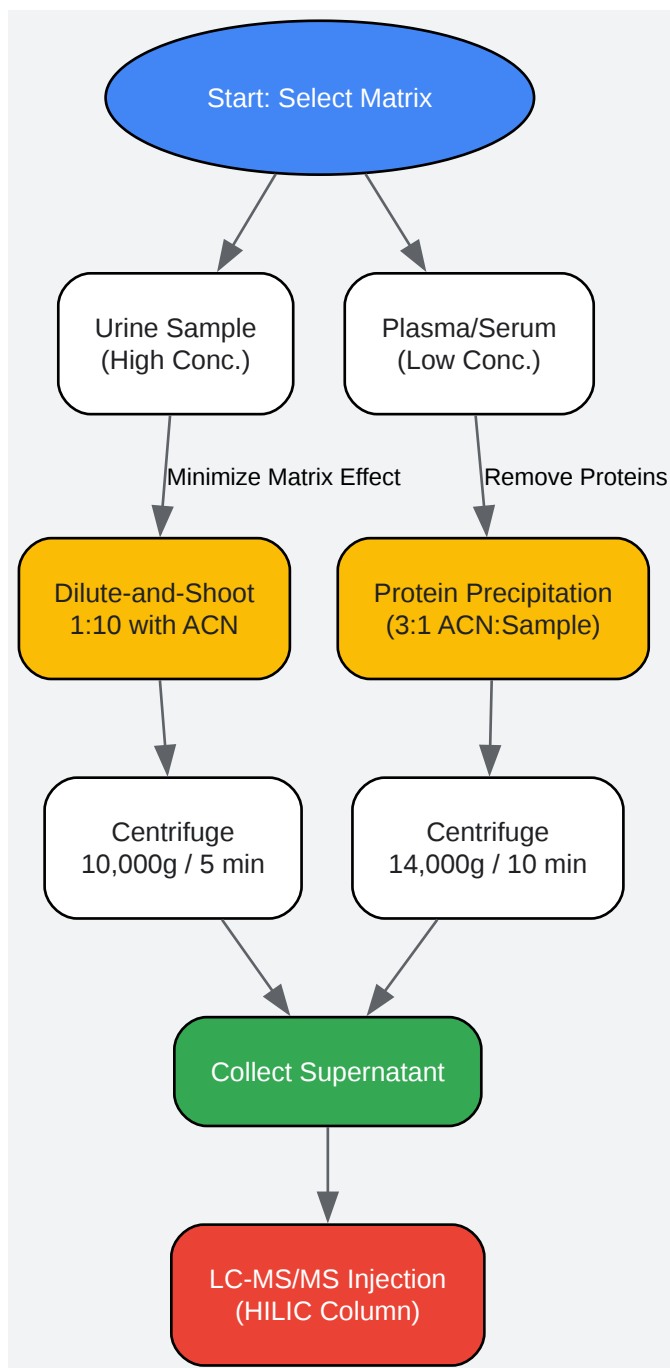 Start: Select Matrix
Urine Sample
(High Conc.)
Plasma/Serum
(Low Conc.)
Minimize Matrix Effect
Remove Proteins
Dilute-and-Shoot
1:10 with ACN
Protein Precipitation
(3:1 ACN:Sample)
Centrifuge
10,000g / 5 min
Centrifuge
14,000g / 10 min
Collect Supernatant
LC-MS/MS Injection
(HILIC Column)